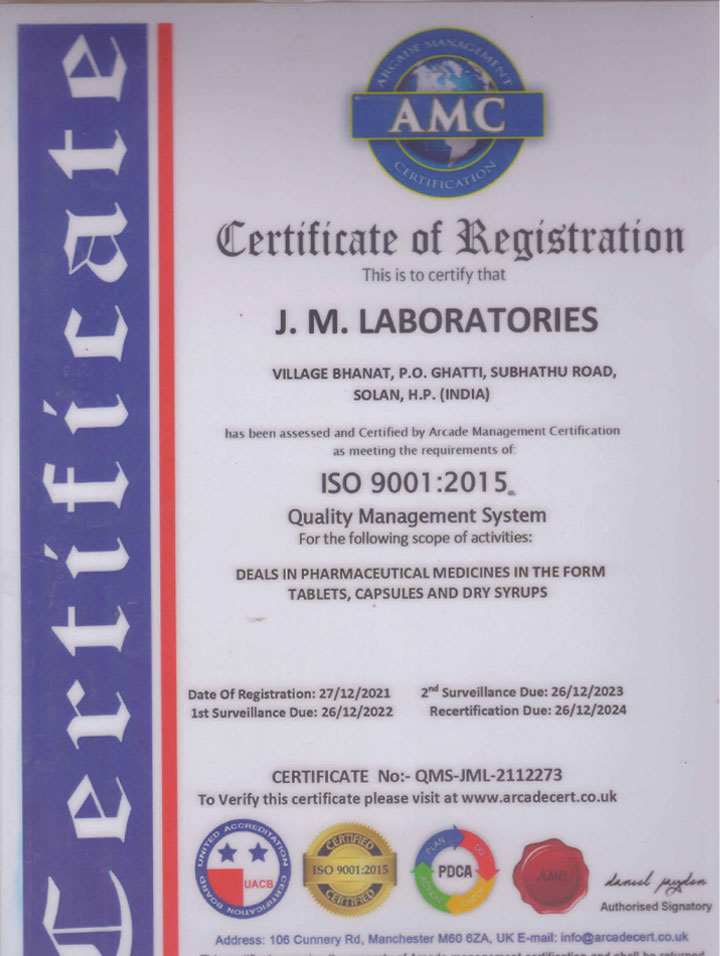 Certificate
ARCADE MANAGEMENT
AMC
CERTIFICATION
Certificate of Registration
This is to certify that
J. M. LABORATORIES
VILLAGE BHANAT, P.O. GHATTI, SUBHATHU ROAD,
SOLAN, H.P. (INDIA)
has been assessed and Certified by Arcade Management Certification
as meeting the requirements of:
ISO 9001:2015
Quality Management System
For the following scope of activities:
DEALS IN PHARMACEUTICAL MEDICINES IN THE FORM
TABLETS, CAPSULES AND DRY SYRUPS
Date Of Registration: 27/12/2021 2nd Surveillance Due: 26/12/2023
1st Surveillance Due: 26/12/2022 Recertification Due: 26/12/2024
CERTIFICATE No:- QMS-JML-2112273
To Verify this certificate please visit at www.arcadecert.co.uk
UNITED ACCREDITATION
UACB
CERTIFICATION BOARD
CERTIFIED
ISO 9001:2015
CERTIFIED
PLAN
DO
PDCA
ACTION
CHECK
AMC
Authorised Signatory
Address: 106 Cunnery Rd, Manchester M60 6ZA, UK E-mail: info@arcadecert.co.uk